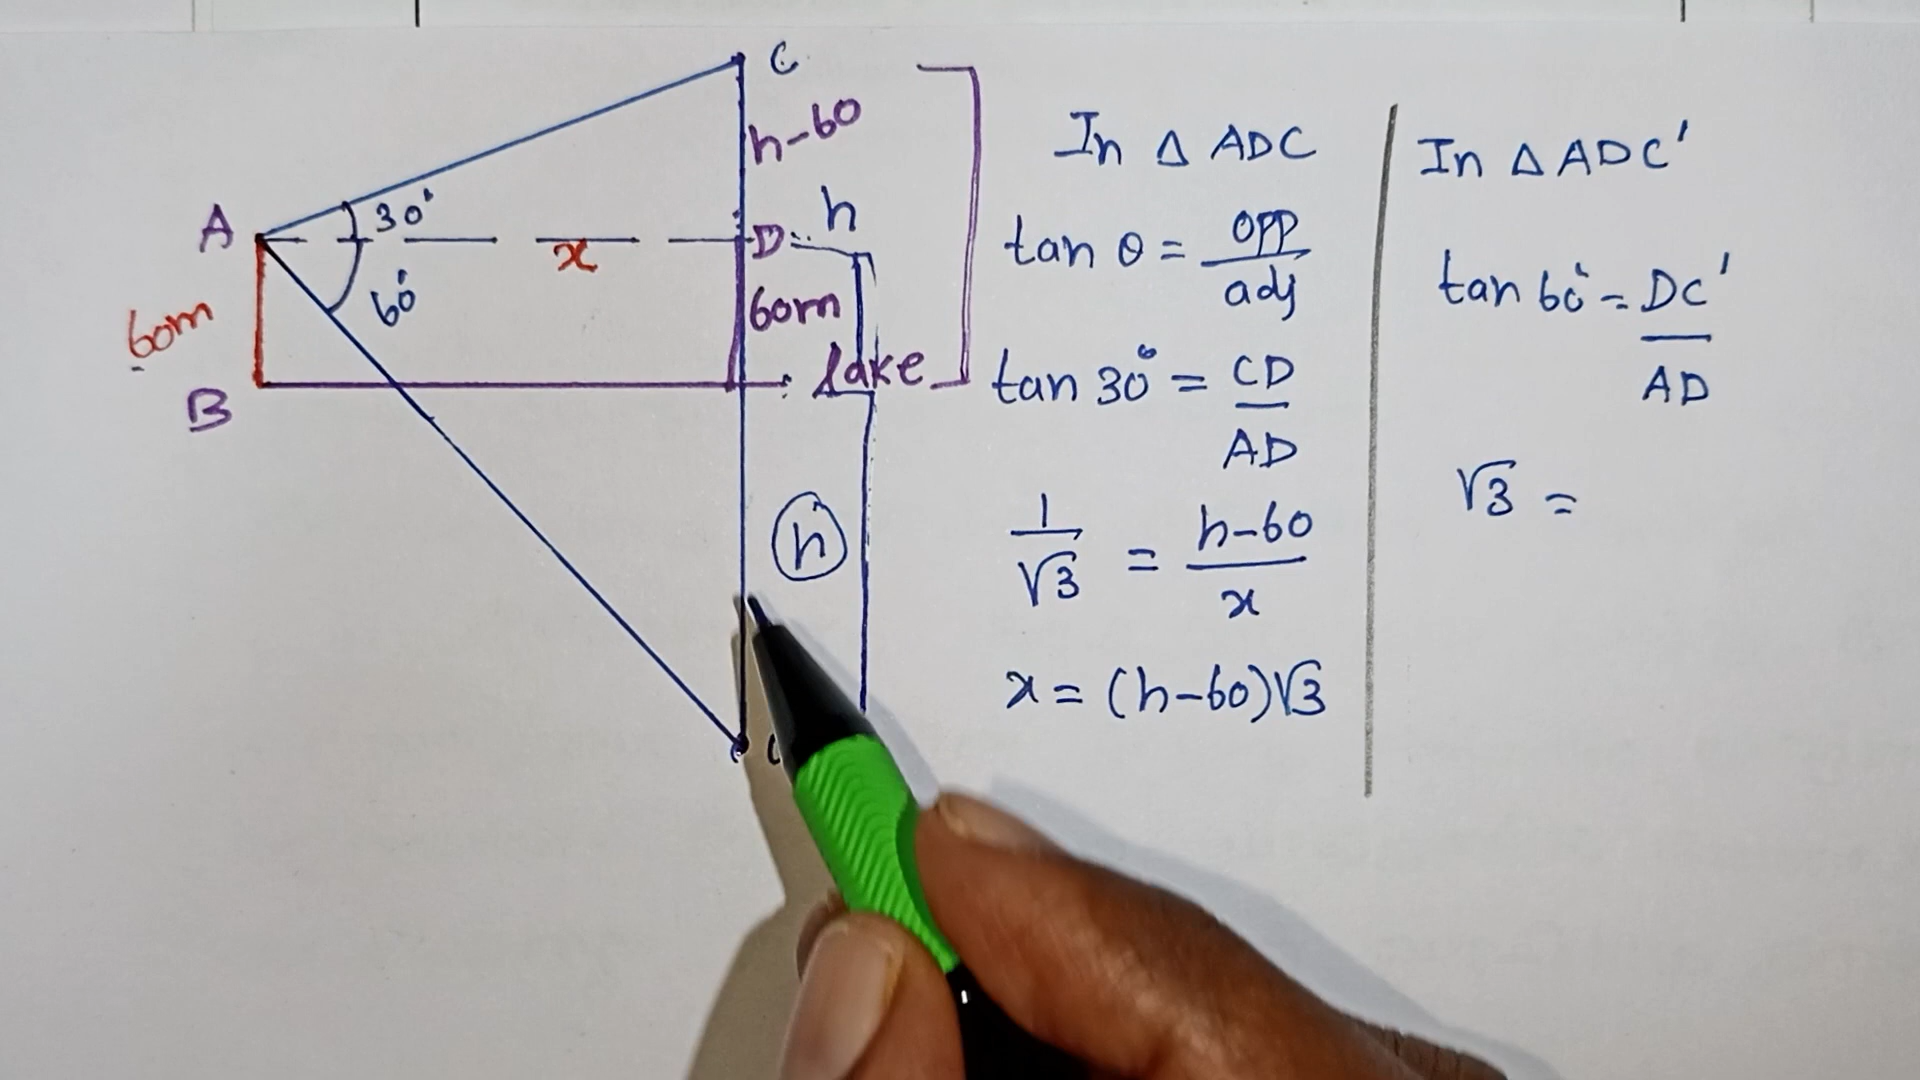 C
h-60
A
30°
D
h
x
60°
60m
60m
B
lake
h
In Δ ADC
tan θ = opp
adj
tan 30° = CD
AD
1
√3 = h-60
x
x = (h-60)√3
In Δ ADC'
tan 60° = DC'
AD
√3 =